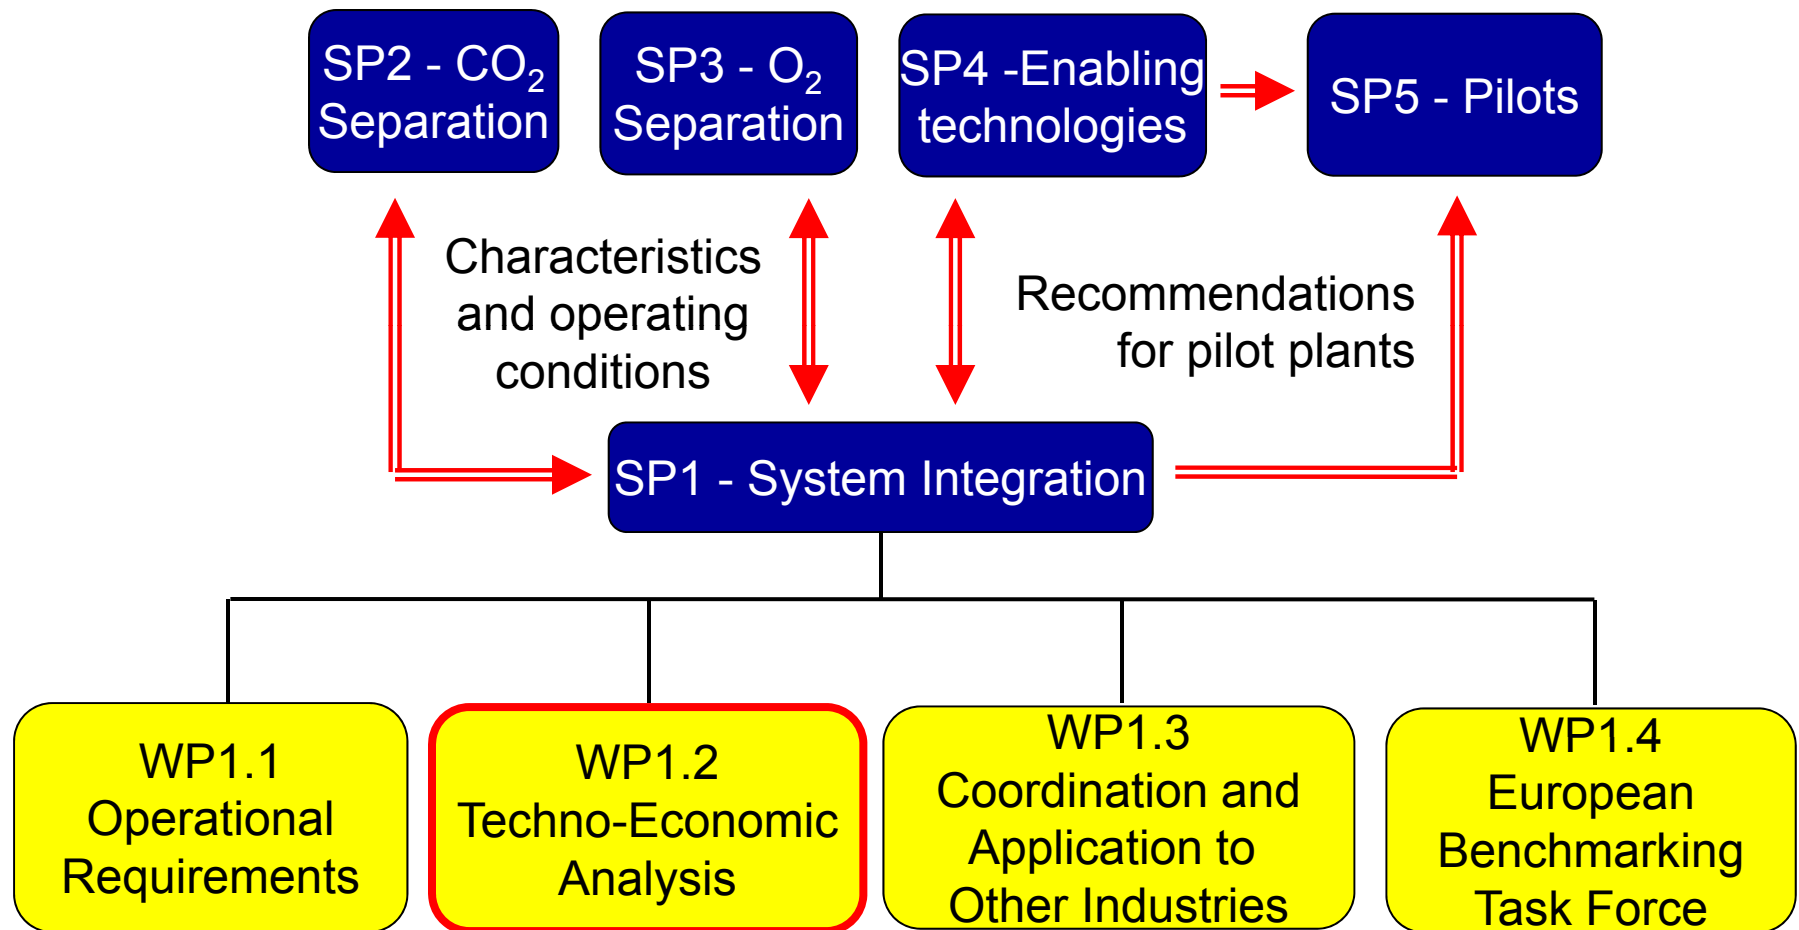 SP2 - CO₂
Separation
SP3 - O₂
Separation
SP4 -Enabling
technologies
SP5 - Pilots
Characteristics
and operating
conditions
Recommendations
for pilot plants
SP1 - System Integration
WP1.1
Operational
Requirements
WP1.2
Techno-Economic
Analysis
WP1.3
Coordination and
Application to
Other Industries
WP1.4
European
Benchmarking
Task Force